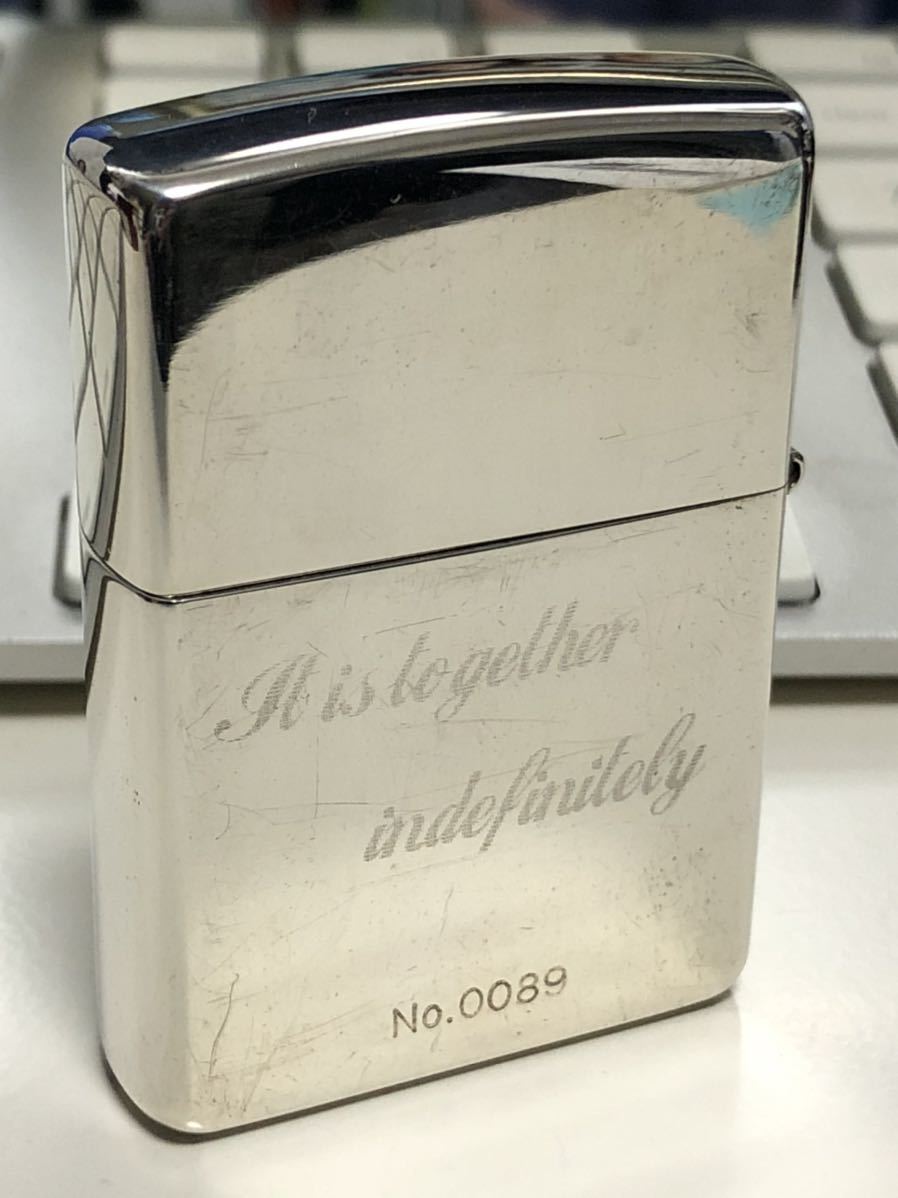 It is together
indefinitely
No.0089